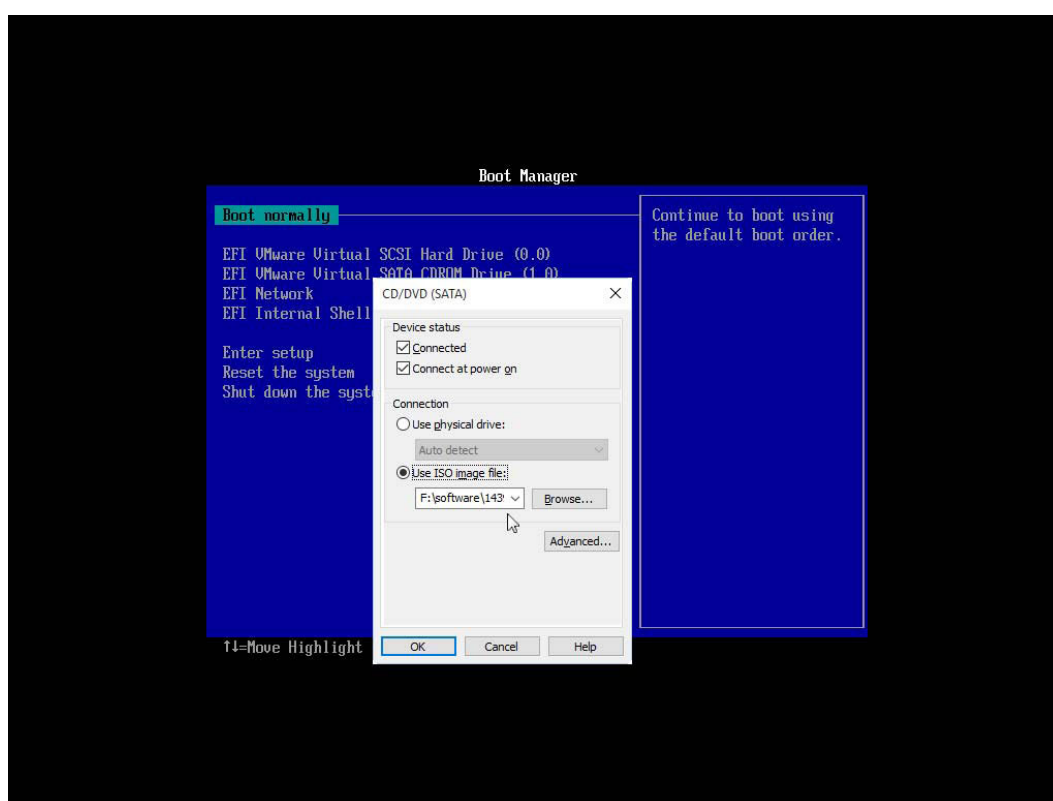 Boot Manager
Boot normally
Continue to boot using
the default boot order.
EFI VMware Virtual SCSI Hard Drive (0.0)
EFI VMware Virtual SATA CDROM Drive (1.0)
EFI Network
EFI Internal Shell
Enter setup
Reset the system
Shut down the syst
CD/DVD (SATA)
Device status
Connected
Connect at power on
Connection
Use physical drive:
Auto detect
Use ISO image file:
F:\software\143
Browse...
Advanced...
OK
Cancel
Help
↑↓=Move Highlight